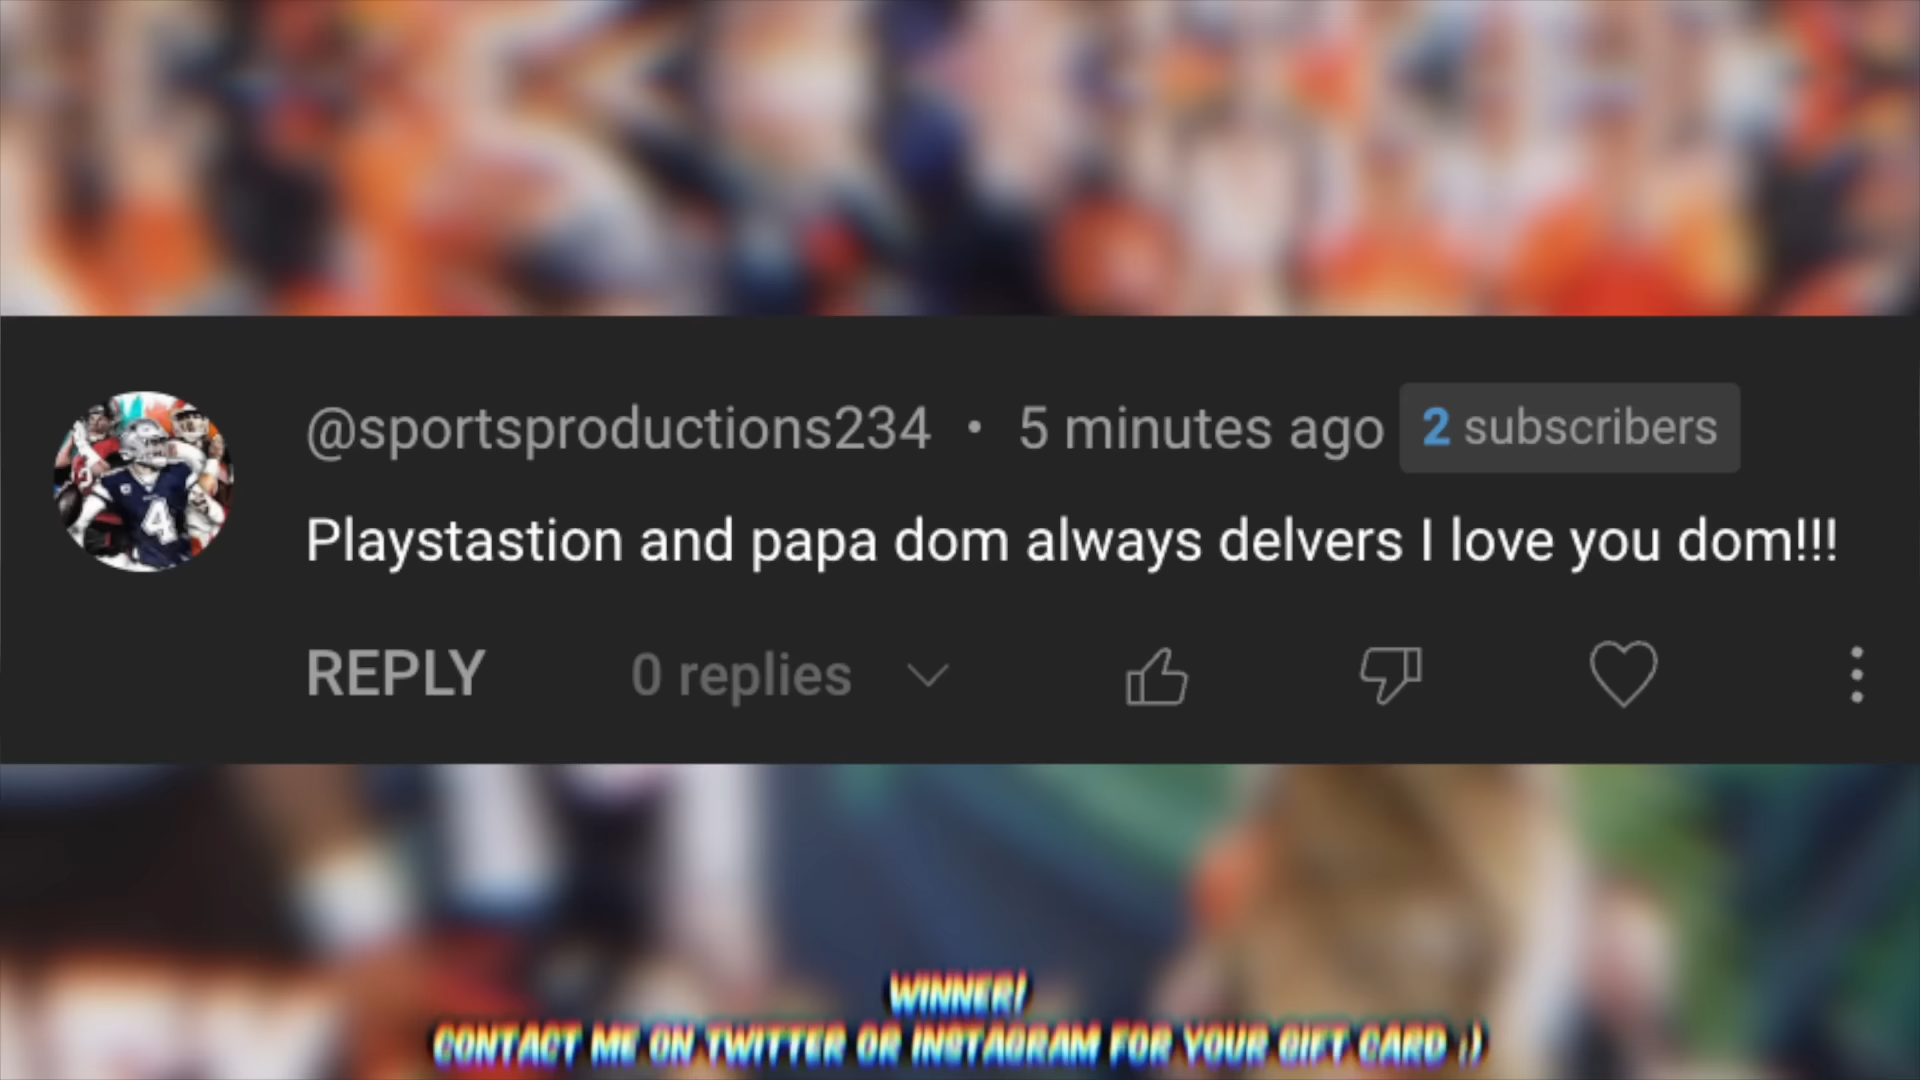 @sportsproductions234 • 5 minutes ago 2 subscribers
Playstastion and papa dom always delvers I love you dom!!!
REPLY 0 replies
4
WINNER!
CONTACT ME ON TWITTER OR INSTAGRAM FOR YOUR GIFT CARD :)